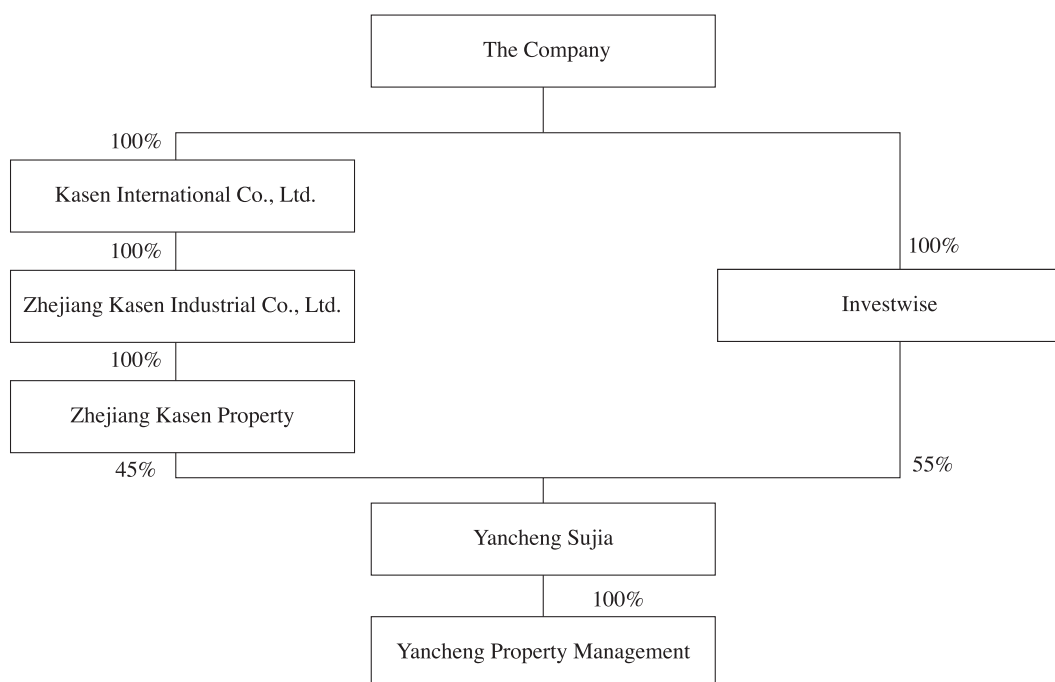 The Company
100%
Kasen International Co., Ltd.
100%
100%
Zhejiang Kasen Industrial Co., Ltd.
Investwise
100%
Zhejiang Kasen Property
45%
55%
Yancheng Sujia
100%
Yancheng Property Management